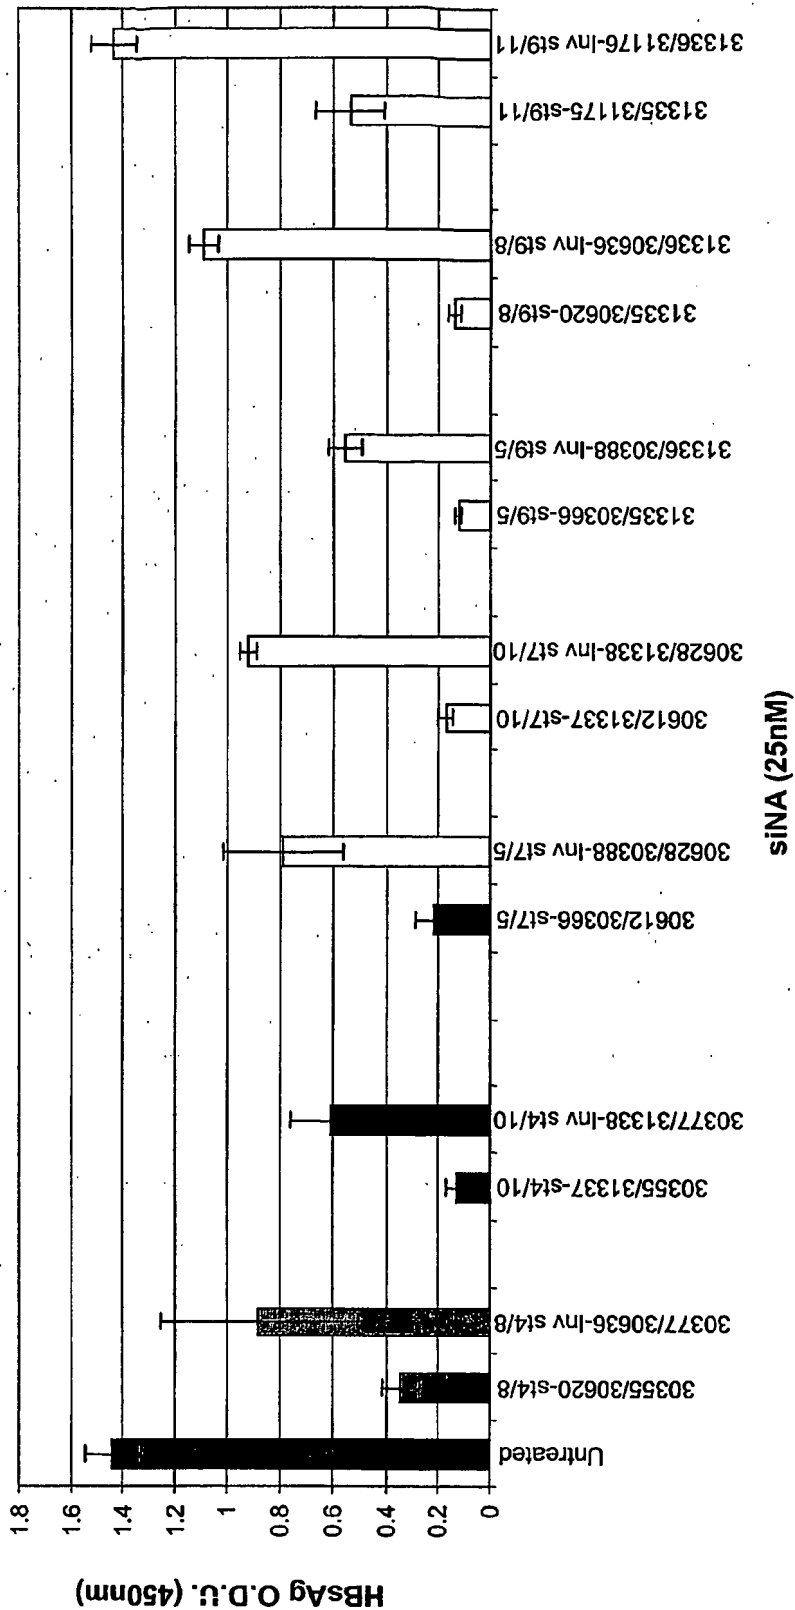 HBsAg O.D.U. (450nm)
1.8
1.6
1.4
1.2
1
0.8
0.6
0.4
0.2
0
Untreated
30355/30620-st4/8
30377/30636-Inv st4/8
30355/31337-st4/10
30377/31338-Inv st4/10
30612/30366-st7/5
30628/30388-Inv st7/5
30612/31337-st7/10
30628/31338-Inv st7/10
31335/30366-st9/5
31336/30388-Inv st9/5
31335/30620-st9/8
31336/30636-Inv st9/8
31335/31175-st9/11
31336/31176-Inv st9/11
siNA (25nM)